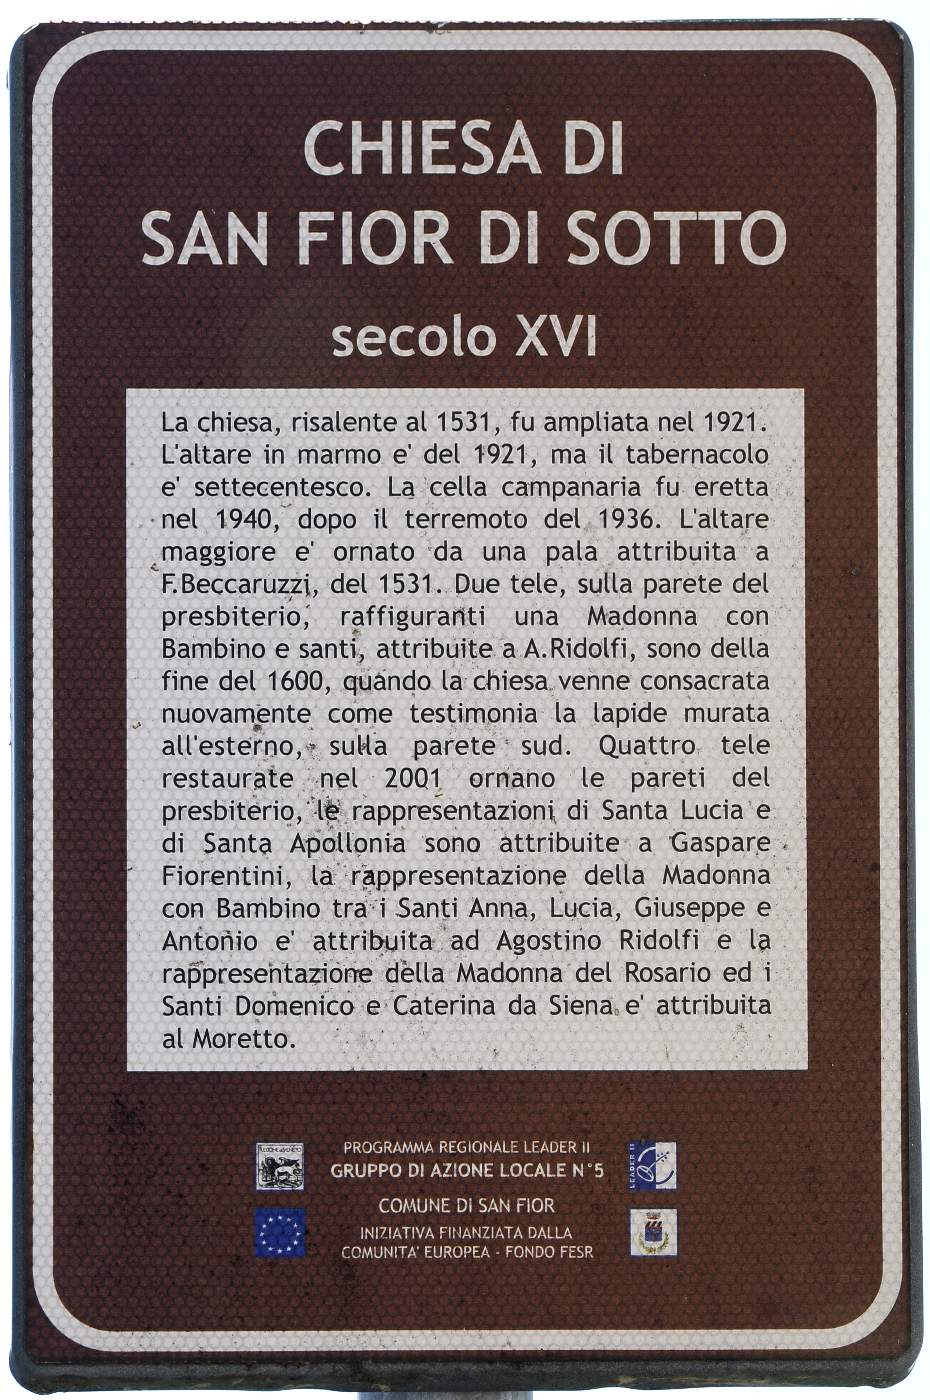 CHIESA DI
SAN FIOR DI SOTTO
secolo XVI
La chiesa, risalente al 1531, fu ampliata nel 1921.
L'altare in marmo e' del 1921, ma il tabernacolo
e' settecentesco. La cella campanaria fu eretta
nel 1940, dopo il terremoto del 1936. L'altare
maggiore e' ornato da una pala attribuita a
F.Beccaruzzi, del 1531. Due tele, sulla parete del
presbiterio, raffiguranti una Madonna con
Bambino e santi, attribuite a A.Ridolfi, sono della
fine del 1600, quando la chiesa venne consacrata
nuovamente come testimonia la lapide murata
all'esterno, sulla parete sud. Quattro tele
restaurate nel 2001 ornano le pareti del
presbiterio, le rappresentazioni di Santa Lucia e
di Santa Apollonia sono attribuite a Gaspare
Fiorentini, la rappresentazione della Madonna
con Bambino tra i Santi Anna, Lucia, Giuseppe e
Antonio e' attribuita ad Agostino Ridolfi e la
rappresentazione della Madonna del Rosario ed i
Santi Domenico e Caterina da Siena e' attribuita
al Moretto.
PROGRAMMA REGIONALE LEADER II
GRUPPO DI AZIONE LOCALE N°5
COMUNE DI SAN FIOR
INIZIATIVA FINANZIATA DALLA
COMUNITA' EUROPEA - FONDO FESR
REGIONE VENETO
LEADER II